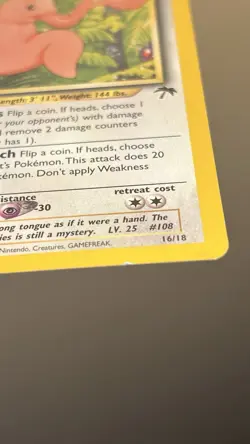 Length: 3' 11", Weight: 144 lbs.
Flip a coin. If heads, choose 1
your opponent's) with damage
remove 2 damage counters
has 1).
ch Flip a coin. If heads, choose
t's Pokémon. This attack does 20
émon. Don't apply Weakness
istance
retreat cost
30
ong tongue as if it were a hand. The
ies is still a mystery. LV. 25 #108
Nintendo, Creatures, GAMEFREAK.
16/18